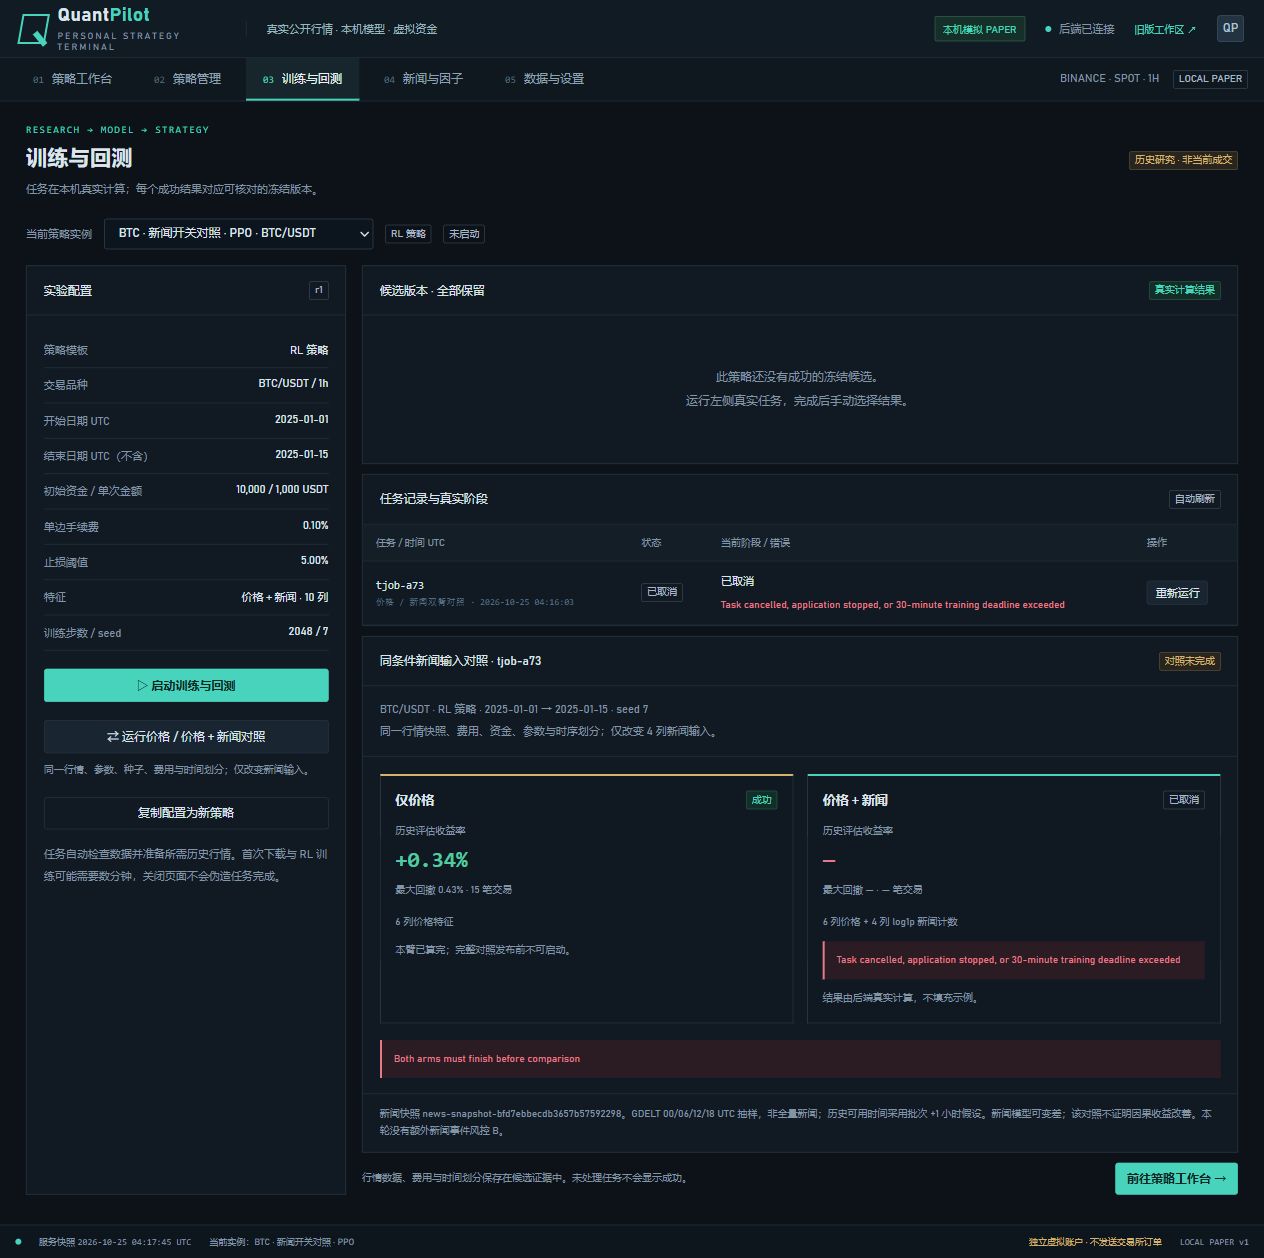 QuantPilot
PERSONAL STRATEGY
TERMINAL
真实公开行情 · 本机模型 · 虚拟资金
本机模拟 PAPER
后端已连接
旧版工作区 ↗
QP
01 策略工作台
02 策略管理
03 训练与回测
04 新闻与因子
05 数据与设置
BINANCE · SPOT · 1H
LOCAL PAPER
RESEARCH → MODEL → STRATEGY
训练与回测
历史研究 · 非当前成交
任务在本机真实计算；每个成功结果对应可核对的冻结版本。
当前策略实例
BTC · 新闻开关对照 · PPO · BTC/USDT
RL 策略
未启动
实验配置
r1
策略模板
RL 策略
交易品种
BTC/USDT / 1h
开始日期 UTC
2025-01-01
结束日期 UTC（不含）
2025-01-15
初始资金 / 单次金额
10,000 / 1,000 USDT
单边手续费
0.10%
止损阈值
5.00%
特征
价格 + 新闻 · 10 列
训练步数 / seed
2048 / 7
▷ 启动训练与回测
⇄ 运行价格 / 价格 + 新闻对照
同一行情、参数、种子、费用与时间划分；仅改变新闻输入。
复制配置为新策略
任务自动检查数据并准备所需历史行情。首次下载与 RL 训
练可能需要数分钟，关闭页面不会伪造任务完成。
候选版本 · 全部保留
真实计算结果
此策略还没有成功的冻结候选。
运行左侧真实任务，完成后手动选择结果。
任务记录与真实阶段
自动刷新
任务 / 时间 UTC
状态
当前阶段 / 错误
操作
tjob-a73
价格 / 新闻双臂对照 · 2026-10-25 04:16:03
已取消
已取消
Task cancelled, application stopped, or 30-minute training deadline exceeded
重新运行
同条件新闻输入对照 · tjob-a73
对照未完成
BTC/USDT · RL 策略 · 2025-01-01 → 2025-01-15 · seed 7
同一行情快照、费用、资金、参数与时序划分；仅改变 4 列新闻输入。
仅价格
成功
历史评估收益率
+0.34%
最大回撤 0.43% · 15 笔交易
6 列价格特征
本臂已算完；完整对照发布前不可启动。
价格 + 新闻
已取消
历史评估收益率
—
最大回撤 — · — 笔交易
6 列价格 + 4 列 log1p 新闻计数
Task cancelled, application stopped, or 30-minute training deadline exceeded
结果由后端真实计算，不填充示例。
Both arms must finish before comparison
新闻快照 news-snapshot-bfd7ebbecdb3657b57592298。GDELT 00/06/12/18 UTC 抽样，非全量新闻；历史可用时间采用批次 +1 小时假设。新闻模型可变差；该对照不证明因果收益改善。本
轮没有额外新闻事件风控 B。
行情数据、费用与时间划分保存在候选证据中。未处理任务不会显示成功。
前往策略工作台 →
服务快照 2026-10-25 04:17:45 UTC
当前实例：BTC · 新闻开关对照 · PPO
独立虚拟账户 · 不发送交易所订单
LOCAL PAPER v1